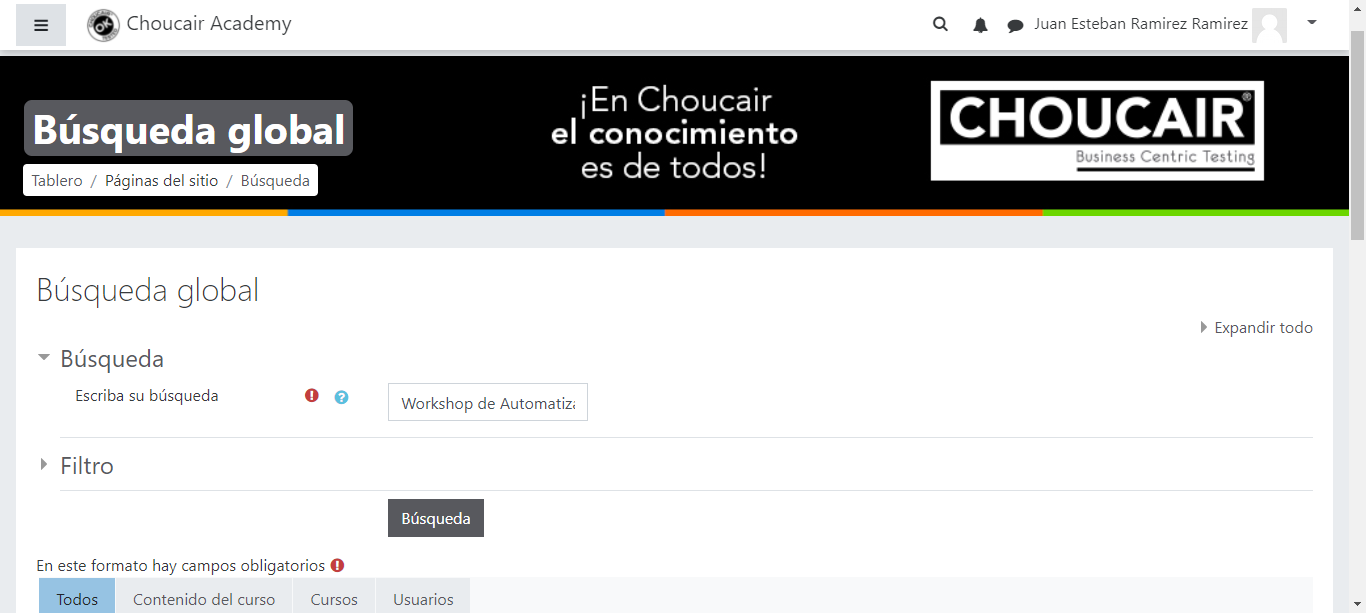 Choucair Academy
Juan Esteban Ramirez Ramirez
Búsqueda global
Tablero / Páginas del sitio / Búsqueda
¡En Choucair
el conocimiento
es de todos!
CHOUCAIR®
Business Centric Testing
Búsqueda global
Expandir todo
Búsqueda
Escriba su búsqueda
Workshop de Automatiza
Filtro
Búsqueda
En este formato hay campos obligatorios
Todos Contenido del curso Cursos Usuarios